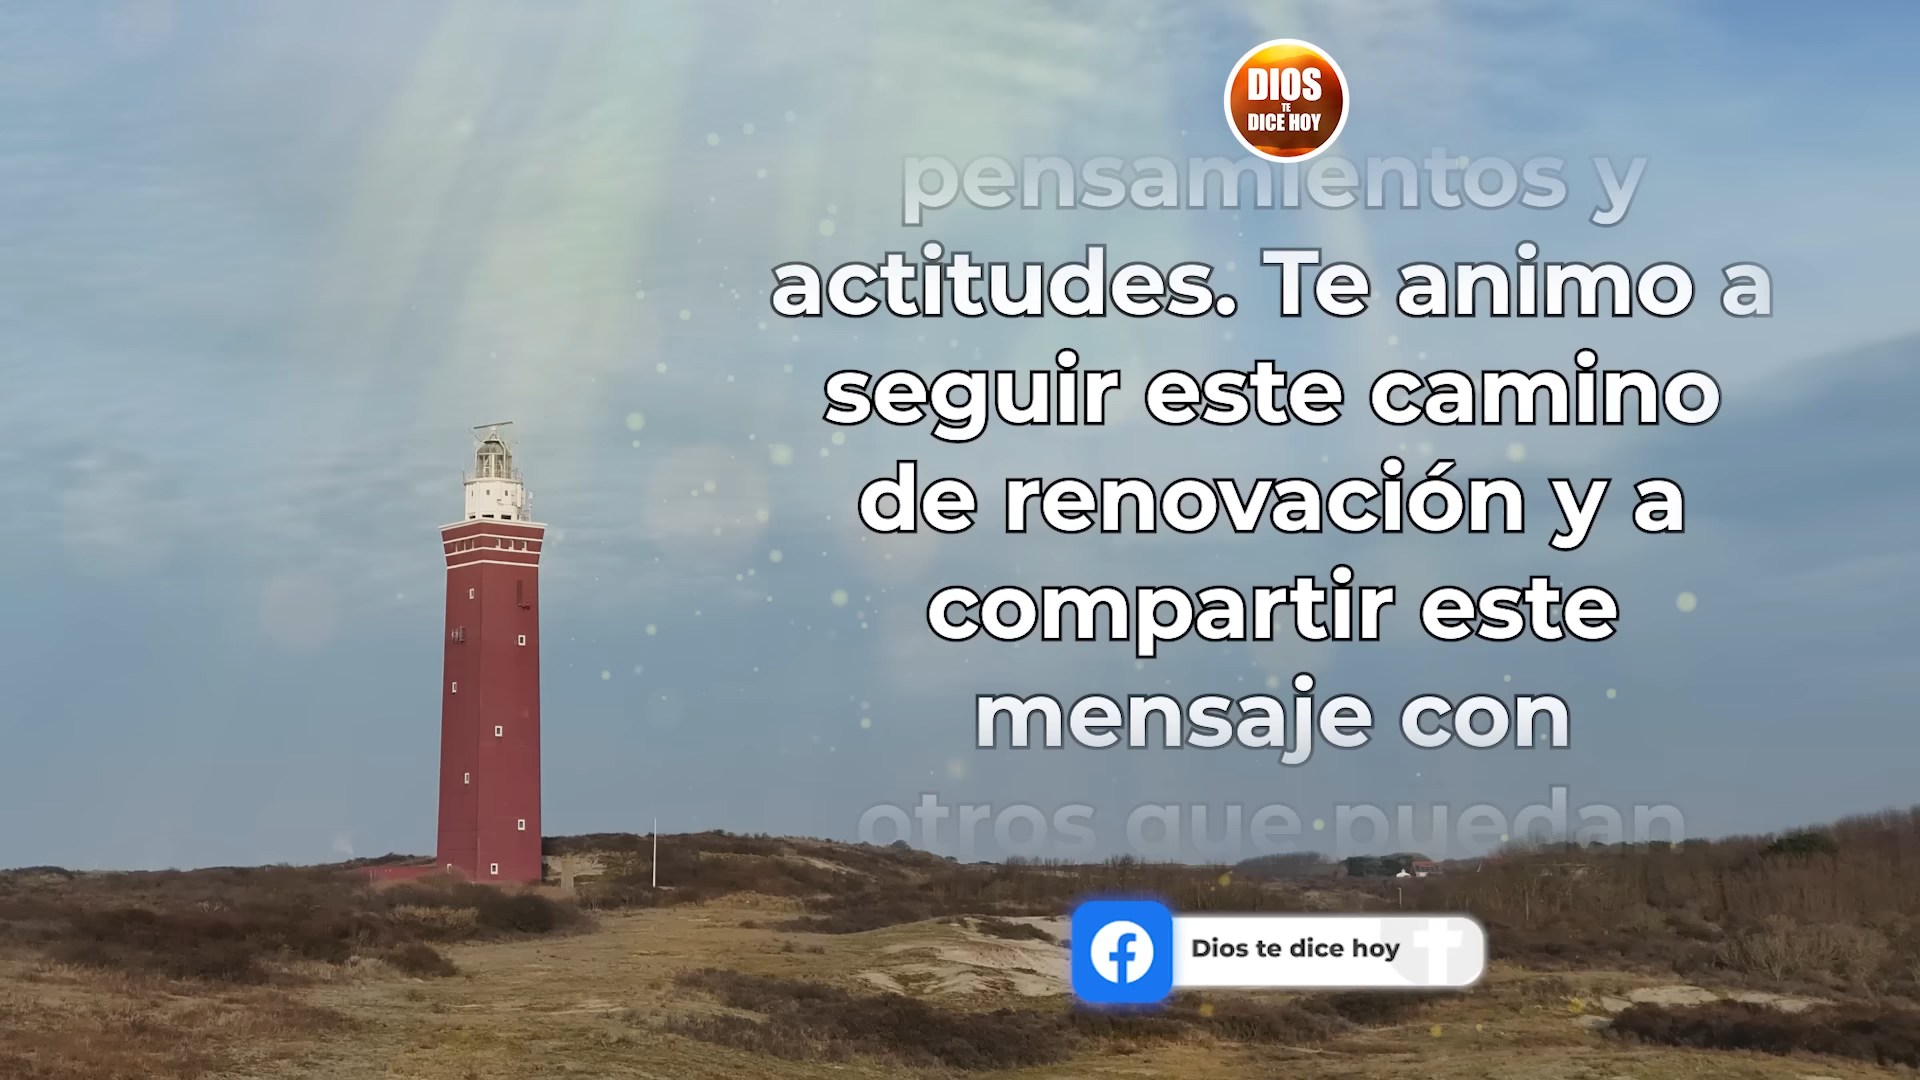 DIOS
TE
DICE HOY
pensamientos y
actitudes. Te animo a
seguir este camino
de renovación y a
compartir este
mensaje con
otros que puedan
Dios te dice hoy